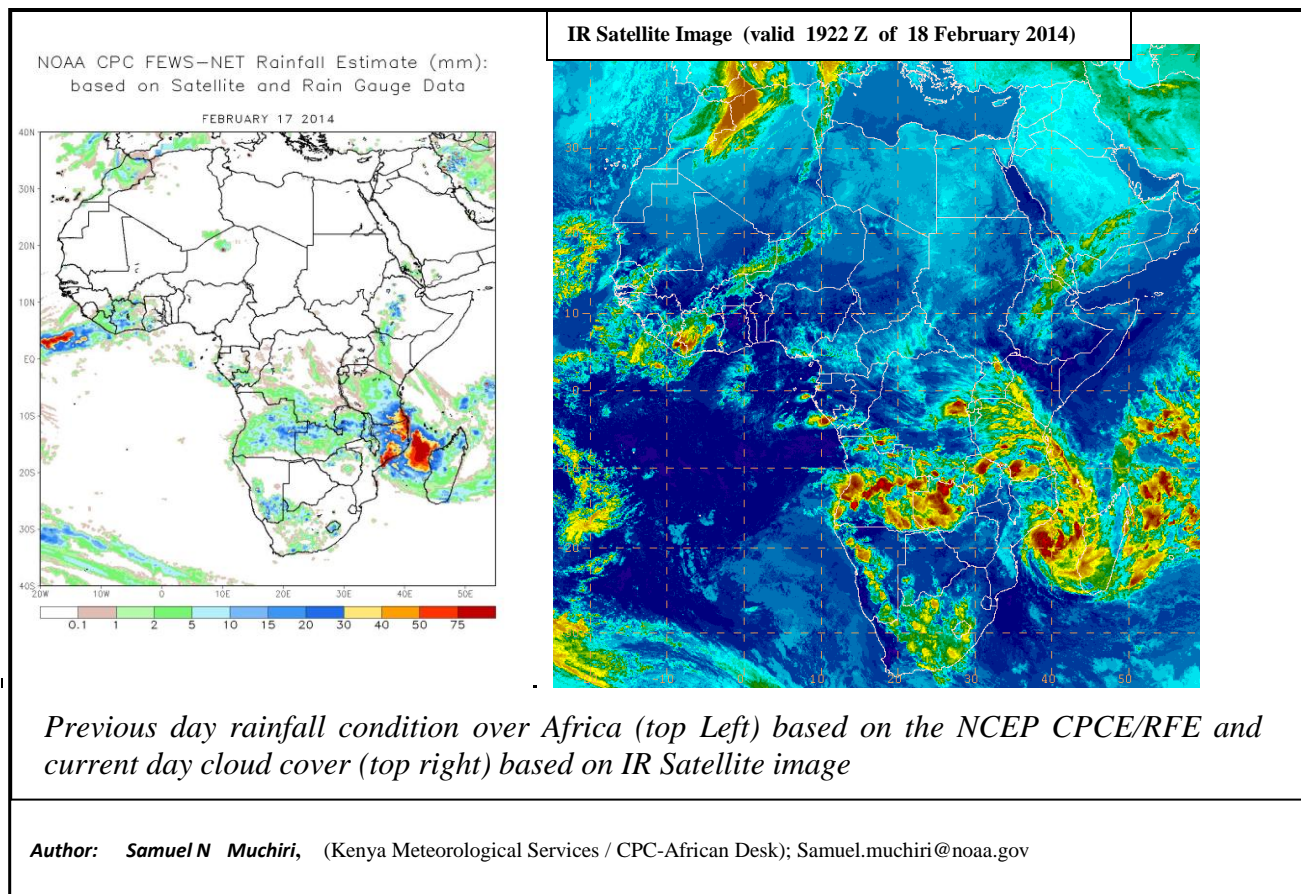 IR Satellite Image (valid 1922 Z of 18 February 2014)
NOAA CPC FEWS-NET Rainfall Estimate (mm):
based on Satellite and Rain Gauge Data
FEBRUARY 17 2014
40N
30N
20N
10N
EQ
10S
20S
30S
40S
20W 10W 0 10E 20E 30E 40E 50E
0.1 1 2 5 10 15 20 30 40 50 75
30
10
0
20
10 0 10 20 30 40 50
Previous day rainfall condition over Africa (top Left) based on the NCEP CPCE/RFE and
current day cloud cover (top right) based on IR Satellite image
Author: Samuel N Muchiri, (Kenya Meteorological Services / CPC-African Desk); Samuel.muchiri@noaa.gov